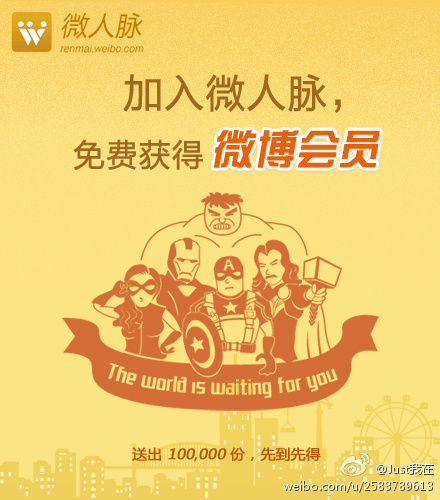 微人脉
renmai.weibo.com
加入微人脉，
免费获得 微博会员
A
The world is waiting for you
送出 100,000 份，先到先得
@Just我在
weibo.com/u/2583789613